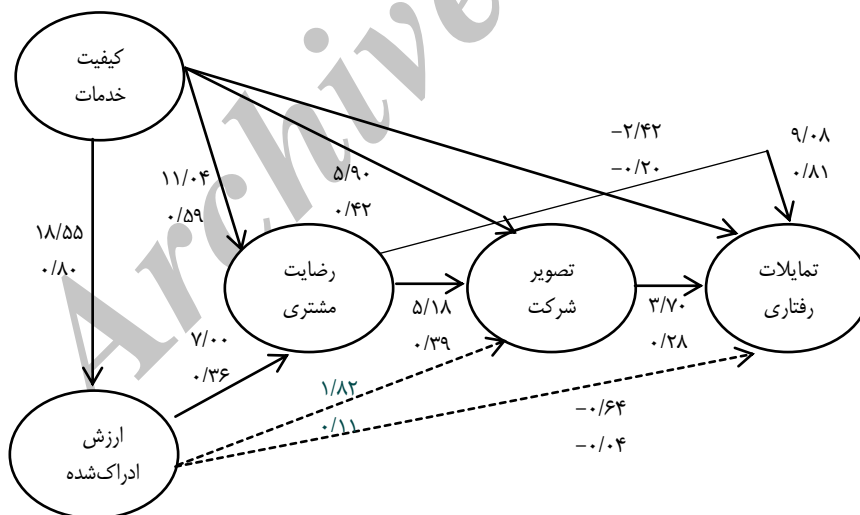 Archive
کیفیت
خدمات
-۲/۴۲
-۰/۲۰
۹/۰۸
۰/۸۱
۱۱/۰۴
۰/۵۹
۵/۹۰
۰/۴۲
۱۸/۵۵
۰/۸۰
رضایت
مشتری
تصویر
شرکت
تمایلات
رفتاری
۵/۱۸
۰/۳۹
۳/۷۰
۰/۲۸
۷/۰۰
۰/۳۶
۱/۸۲
۰/۱۱
-۰/۶۴
-۰/۰۴
ارزش
ادراک‌شده